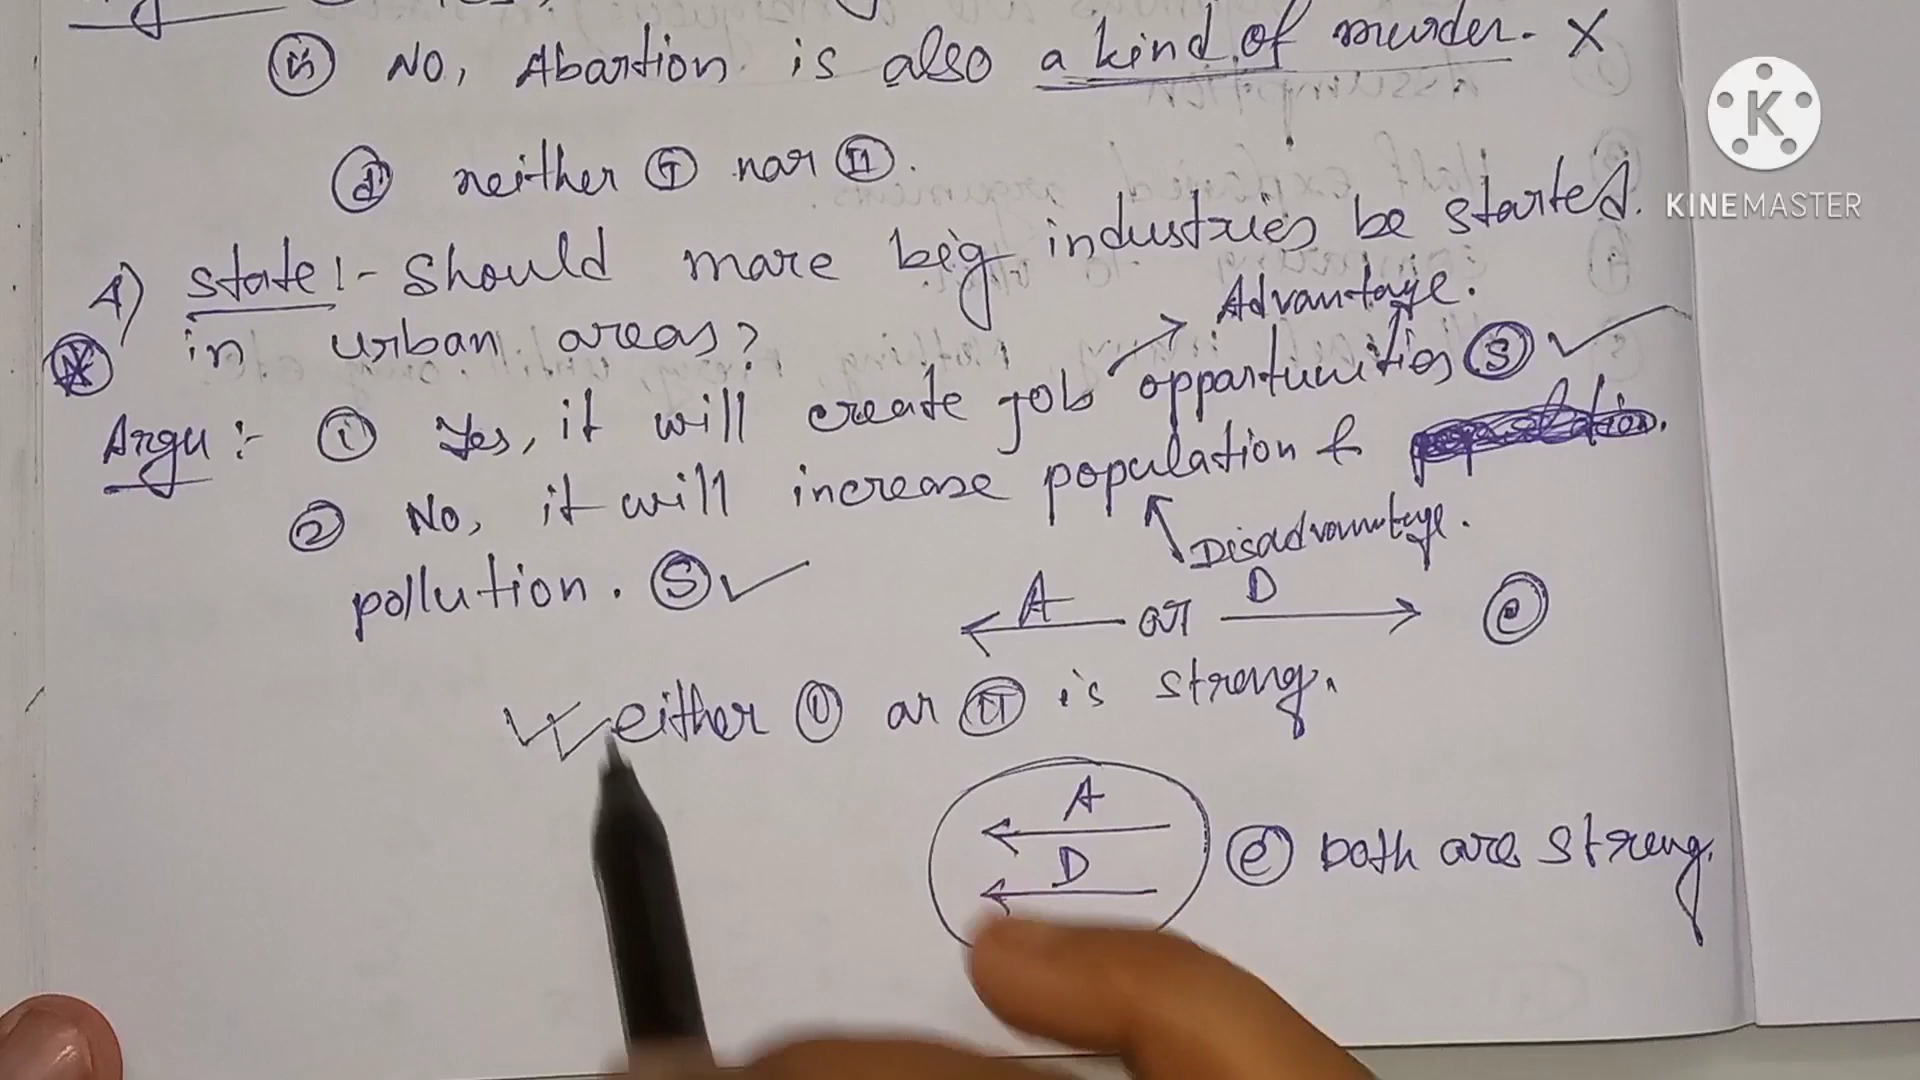 (ii) NO, Abortion is also a kind of murder. X
(d) neither (I) nor (II).
4) state :- Should more big industries be started.
in urban areas?
Advantage.
Argu :- (i) Yes, it will create job opportunities (S) ✓
(2) No, it will increase population &
Disadvantage.
pollution. (S) ✓
A or D (e)
either (1) or (II) is strong.
A
D
(e) both are strong.
K
KINEMASTER